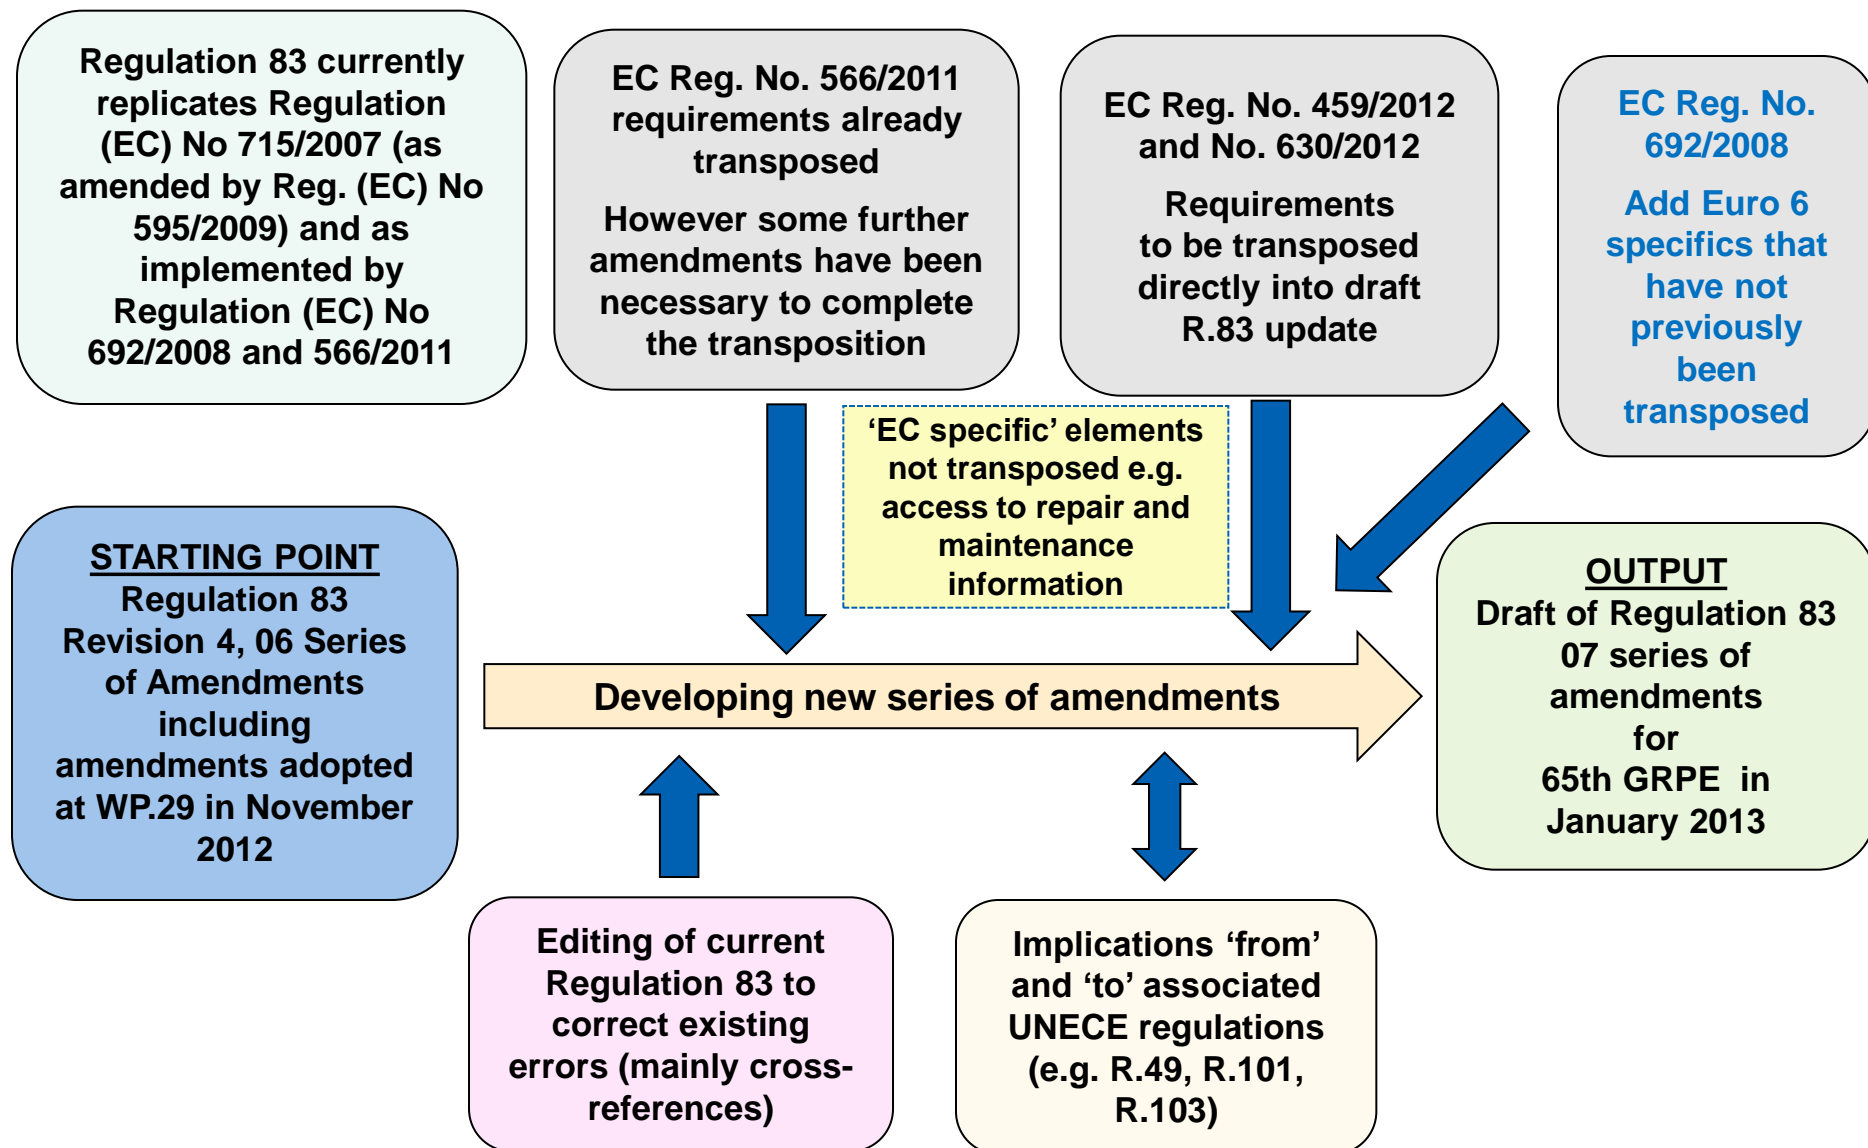 Regulation 83 currently
replicates Regulation
(EC) No 715/2007 (as
amended by Reg. (EC) No
595/2009) and as
implemented by
Regulation (EC) No
692/2008 and 566/2011
EC Reg. No. 566/2011
requirements already
transposed
However some further
amendments have been
necessary to complete
the transposition
EC Reg. No. 459/2012
and No. 630/2012
Requirements
to be transposed
directly into draft
R.83 update
EC Reg. No.
692/2008
Add Euro 6
specifics that
have not
previously
been
transposed
‘EC specific’ elements
not transposed e.g.
access to repair and
maintenance
information
STARTING POINT
Regulation 83
Revision 4, 06 Series
of Amendments
including
amendments adopted
at WP.29 in November
2012
Developing new series of amendments
OUTPUT
Draft of Regulation 83
07 series of
amendments
for
65th GRPE in
January 2013
Editing of current
Regulation 83 to
correct existing
errors (mainly cross-
references)
Implications ‘from’
and ‘to’ associated
UNECE regulations
(e.g. R.49, R.101,
R.103)